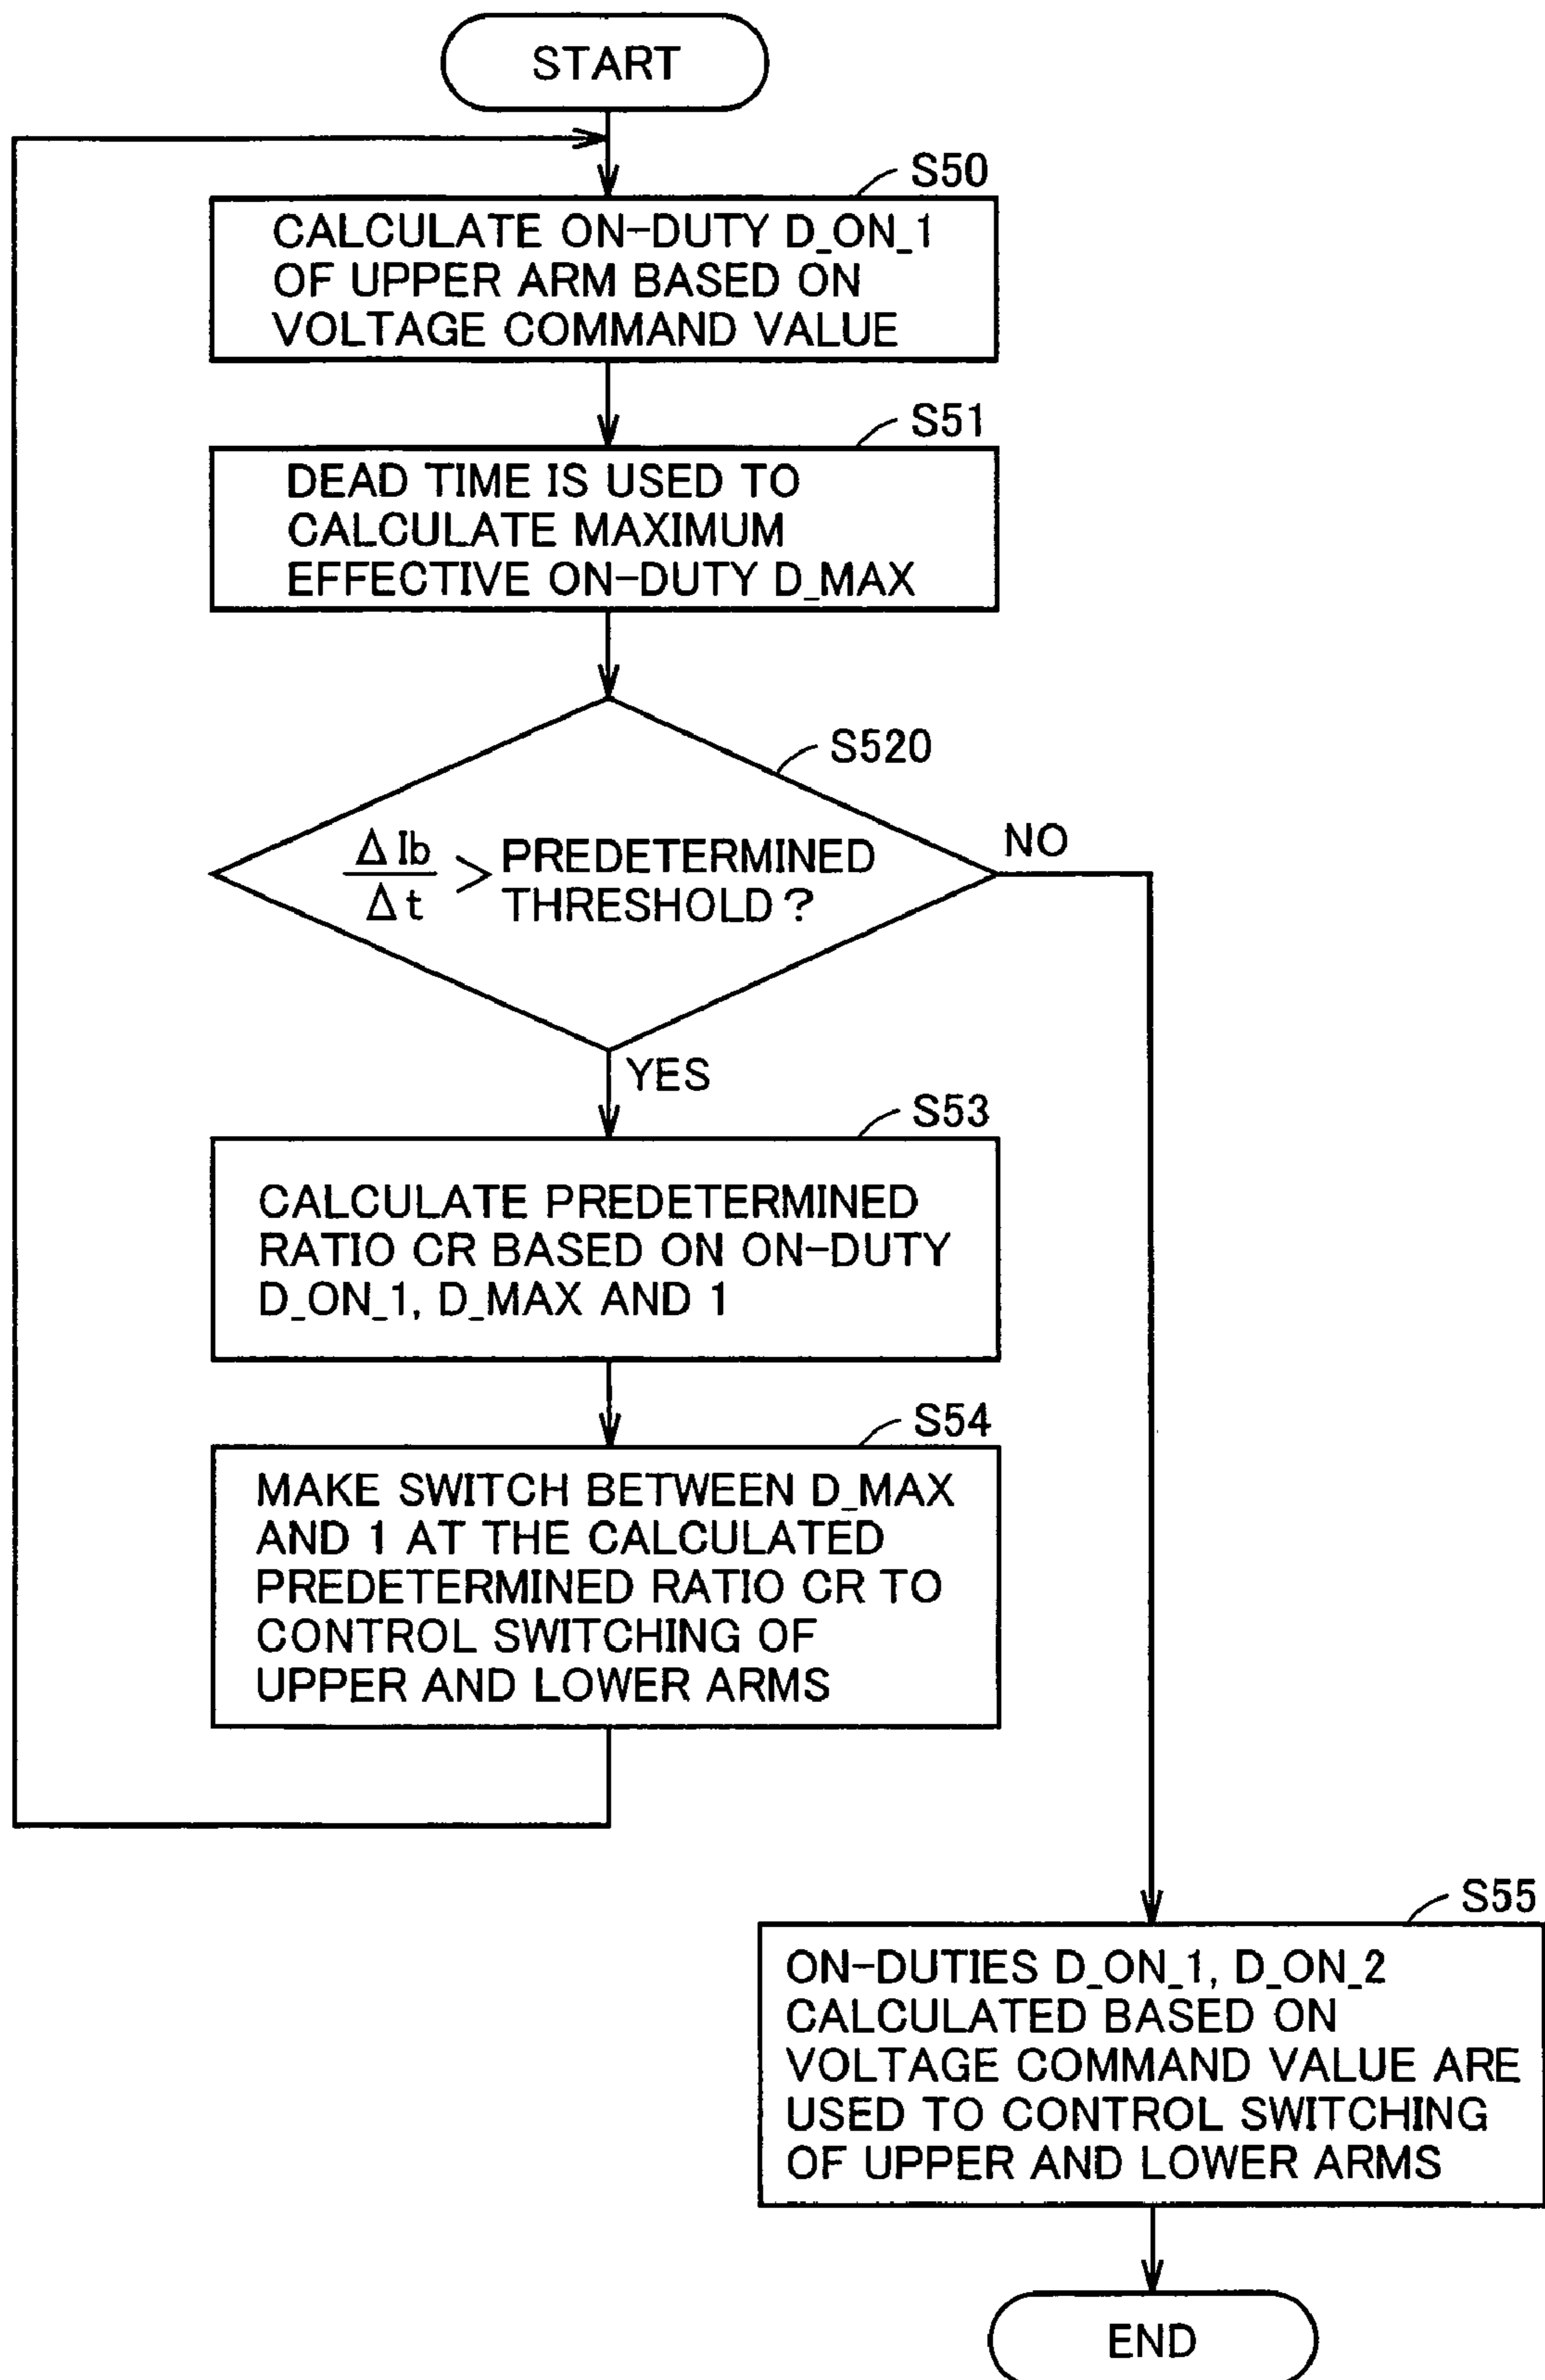 START
S50
CALCULATE ON-DUTY D_ON_1
OF UPPER ARM BASED ON
VOLTAGE COMMAND VALUE
S51
DEAD TIME IS USED TO
CALCULATE MAXIMUM
EFFECTIVE ON-DUTY D_MAX
S520
ΔIb
Δt
>
PREDETERMINED
THRESHOLD?
NO
YES
S53
CALCULATE PREDETERMINED
RATIO CR BASED ON ON-DUTY
D_ON_1, D_MAX AND 1
S54
MAKE SWITCH BETWEEN D_MAX
AND 1 AT THE CALCULATED
PREDETERMINED RATIO CR TO
CONTROL SWITCHING OF
UPPER AND LOWER ARMS
S55
ON-DUTIES D_ON_1, D_ON_2
CALCULATED BASED ON
VOLTAGE COMMAND VALUE ARE
USED TO CONTROL SWITCHING
OF UPPER AND LOWER ARMS
END